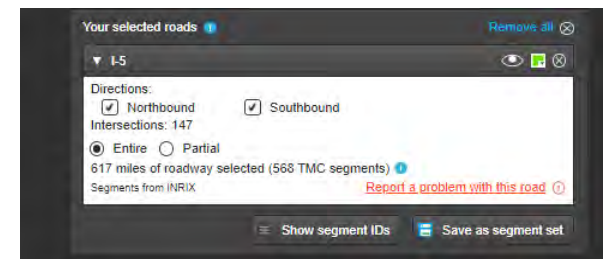 Your selected roads
Remove all
I-5
Directions:
Northbound Southbound
Intersections: 147
Entire Partial
617 miles of roadway selected (568 TMC segments)
Segments from INRIX
Report a problem with this road
Show segment IDs Save as segment set